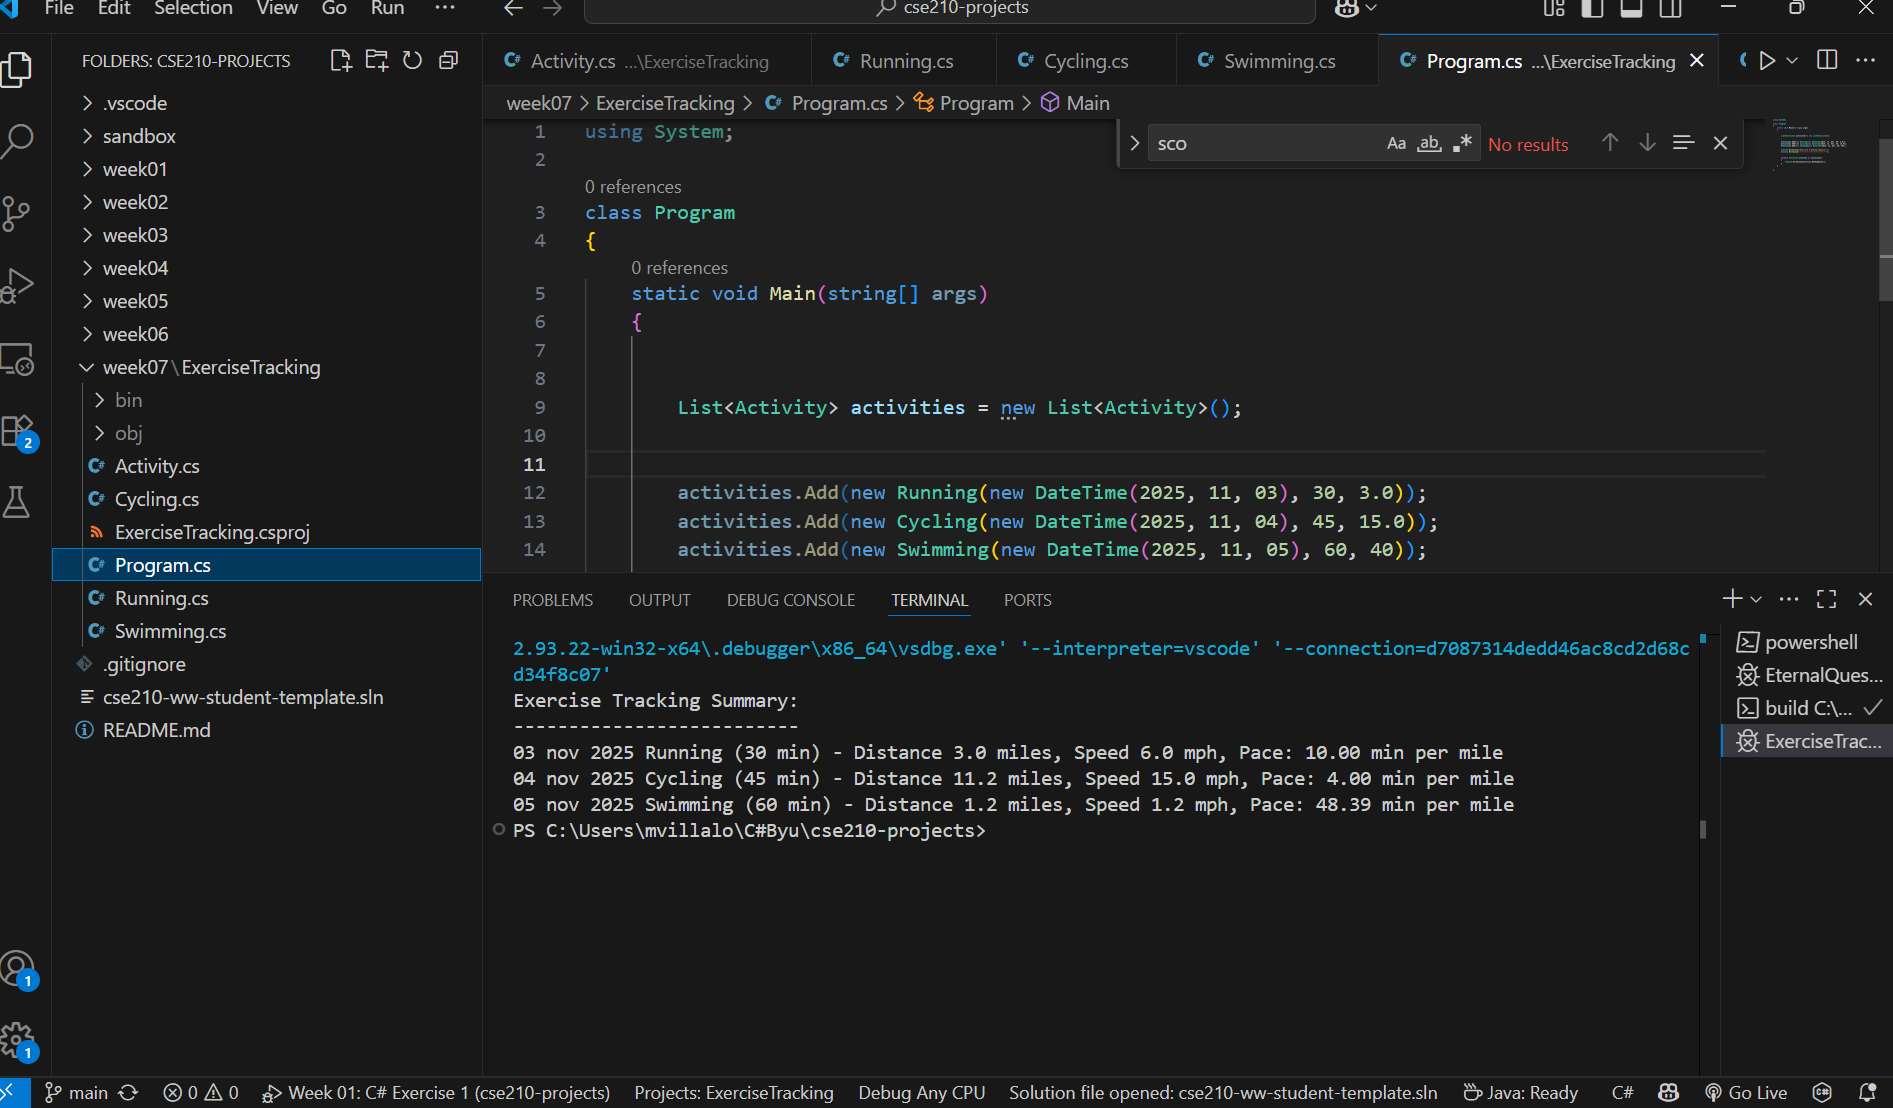 File Edit Selection View Go Run ··· cse210-projects
FOLDERS: CSE210-PROJECTS
.vscode
sandbox
week01
week02
week03
week04
week05
week06
week07\ExerciseTracking
bin
obj
Activity.cs
Cycling.cs
ExerciseTracking.csproj
Program.cs
Running.cs
Swimming.cs
.gitignore
cse210-ww-student-template.sln
README.md
2
1
1
Activity.cs ...\ExerciseTracking Running.cs Cycling.cs Swimming.cs Program.cs ...\ExerciseTracking
week07 > ExerciseTracking > Program.cs > Program > Main
sco Aa ab .* No results
1 using System;
2
0 references
3 class Program
4 {
0 references
5 static void Main(string[] args)
6 {
7
8
9 List<Activity> activities = new List<Activity>();
10
11
12 activities.Add(new Running(new DateTime(2025, 11, 03), 30, 3.0));
13 activities.Add(new Cycling(new DateTime(2025, 11, 04), 45, 15.0));
14 activities.Add(new Swimming(new DateTime(2025, 11, 05), 60, 40));
PROBLEMS OUTPUT DEBUG CONSOLE TERMINAL PORTS
2.93.22-win32-x64\.debugger\x86_64\vsdbg.exe' '--interpreter=vscode' '--connection=d7087314dedd46ac8cd2d68c
d34f8c07'
Exercise Tracking Summary:
--------------------------
03 nov 2025 Running (30 min) - Distance 3.0 miles, Speed 6.0 mph, Pace: 10.00 min per mile
04 nov 2025 Cycling (45 min) - Distance 11.2 miles, Speed 15.0 mph, Pace: 4.00 min per mile
05 nov 2025 Swimming (60 min) - Distance 1.2 miles, Speed 1.2 mph, Pace: 48.39 min per mile
PS C:\Users\mvillalo\C#Byu\cse210-projects>
powershell
EternalQues...
build C:\...
ExerciseTrac...
main 0 0 Week 01: C# Exercise 1 (cse210-projects) Projects: ExerciseTracking Debug Any CPU Solution file opened: cse210-ww-student-template.sln Java: Ready C# Go Live